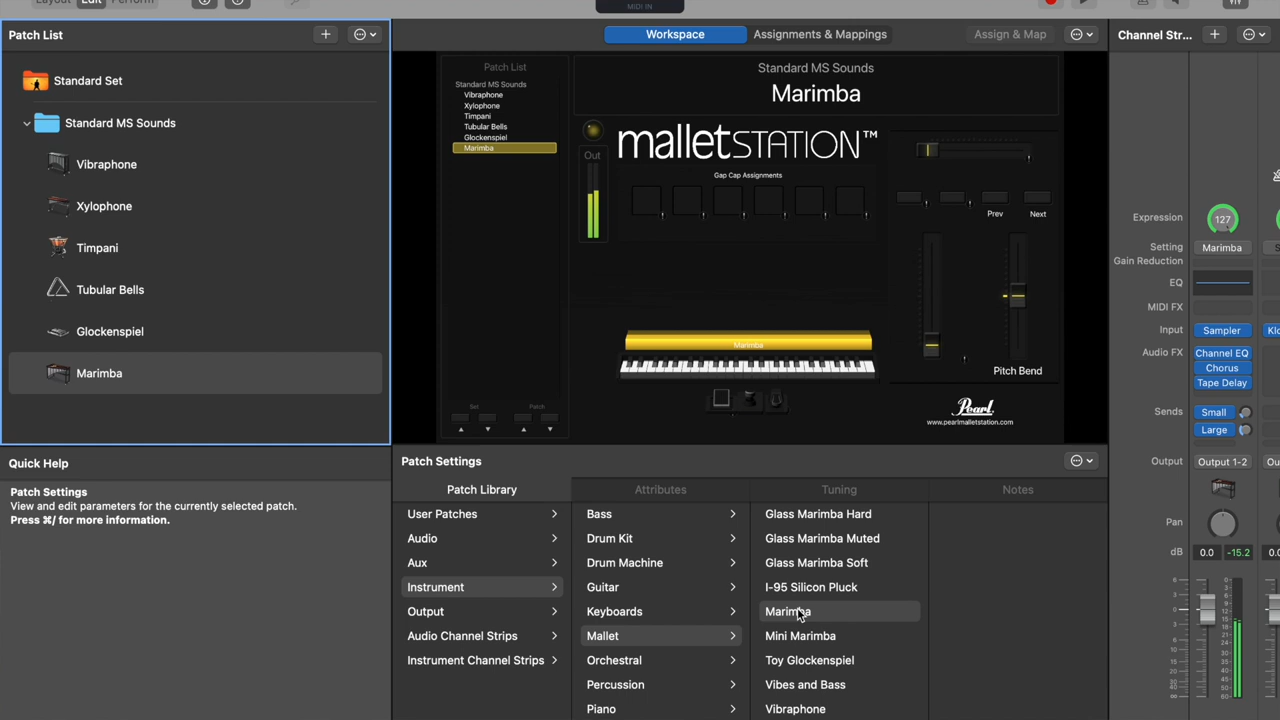 Layout Edit Perform
MIDI IN
Patch List
Standard Set
Standard MS Sounds
Vibraphone
Xylophone
Timpani
Tubular Bells
Glockenspiel
Marimba
Quick Help
Patch Settings
View and edit parameters for the currently selected patch.
Press ⌘/ for more information.
Workspace
Assignments & Mappings
Assign & Map
Patch List
Standard MS Sounds
Vibraphone
Xylophone
Timpani
Tubular Bells
Glockenspiel
Marimba
Set
Patch
Standard MS Sounds
Marimba
Out
malletSTATION™
Gap Cap Assignments
Prev
Next
Marimba
Pitch Bend
Pearl
www.pearlmalletstation.com
Patch Settings
Patch Library
Attributes
Tuning
Notes
User Patches
Audio
Aux
Instrument
Output
Audio Channel Strips
Instrument Channel Strips
Bass
Drum Kit
Drum Machine
Guitar
Keyboards
Mallet
Orchestral
Percussion
Piano
Glass Marimba Hard
Glass Marimba Muted
Glass Marimba Soft
I-95 Silicon Pluck
Marimba
Mini Marimba
Toy Glockenspiel
Vibes and Bass
Vibraphone
Channel Str...
Expression
127
Setting
Marimba
Gain Reduction
EQ
MIDI FX
Input
Sampler
Audio FX
Channel EQ
Chorus
Tape Delay
Sends
Small
Large
Output
Output 1-2
Pan
dB
0.0
-15.2